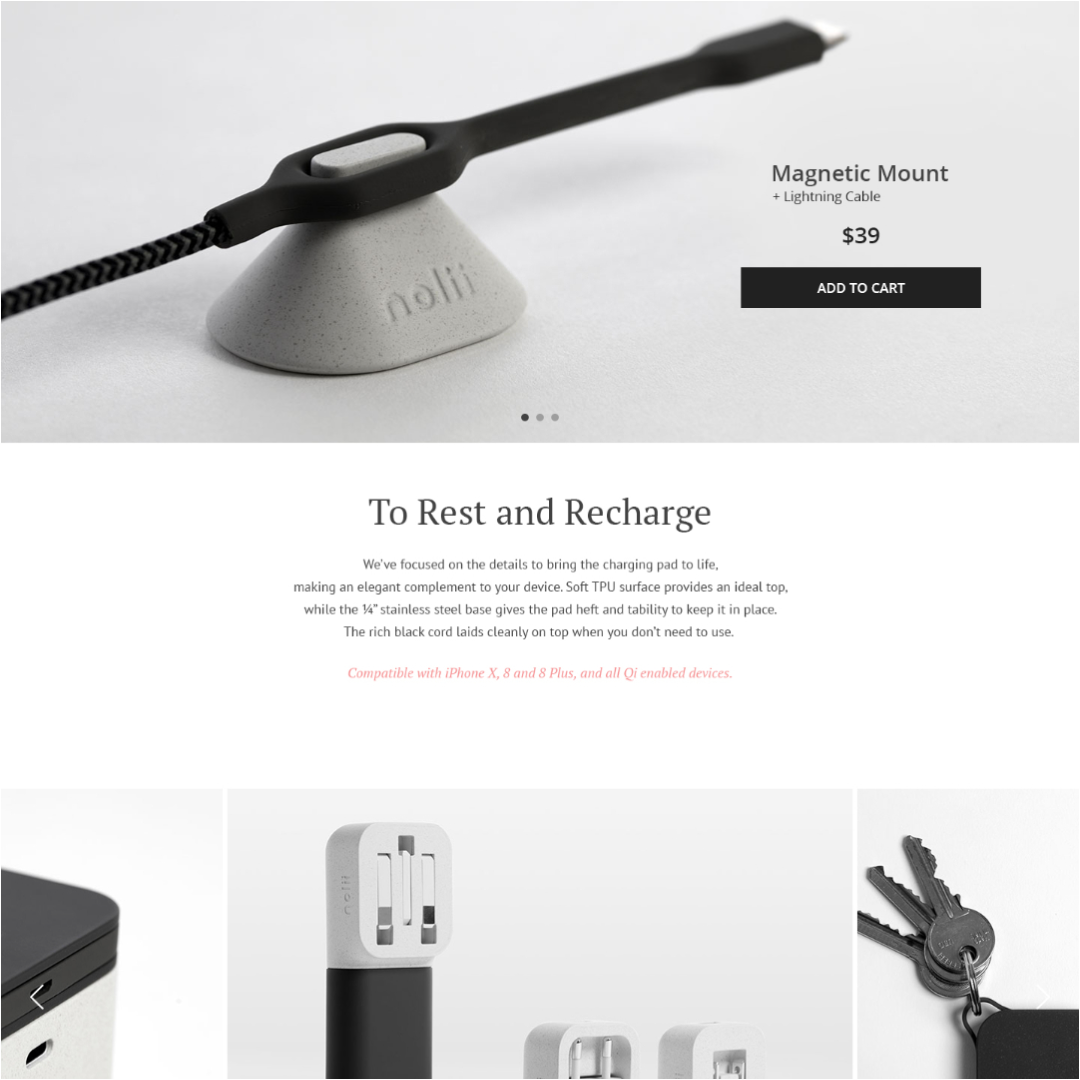 nolii
Magnetic Mount
+ Lightning Cable
$39
ADD TO CART
To Rest and Recharge
We've focused on the details to bring the charging pad to life,
making an elegant complement to your device. Soft TPU surface provides an ideal top,
while the ¼” stainless steel base gives the pad heft and tability to keep it in place.
The rich black cord laids cleanly on top when you don't need to use.
Compatible with iPhone X, 8 and 8 Plus, and all Qi enabled devices.
nolii